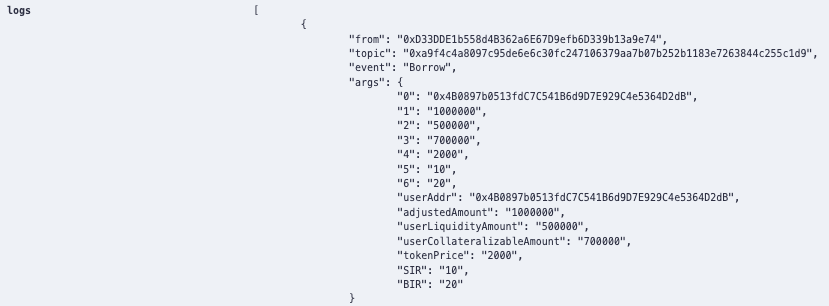 logs [
{
"from": "0xD33DDE1b558d4B362a6E67D9efb6D339b13a9e74",
"topic": "0xa9f4c4a8097c95de6e6c30fc247106379aa7b07b252b1183e7263844c255c1d9",
"event": "Borrow",
"args": {
"0": "0x4B0897b0513fdC7C541B6d9D7E929C4e5364D2dB",
"1": "1000000",
"2": "500000",
"3": "700000",
"4": "2000",
"5": "10",
"6": "20",
"userAddr": "0x4B0897b0513fdC7C541B6d9D7E929C4e5364D2dB",
"adjustedAmount": "1000000",
"userLiquidityAmount": "500000",
"userCollateralizableAmount": "700000",
"tokenPrice": "2000",
"SIR": "10",
"BIR": "20"
}